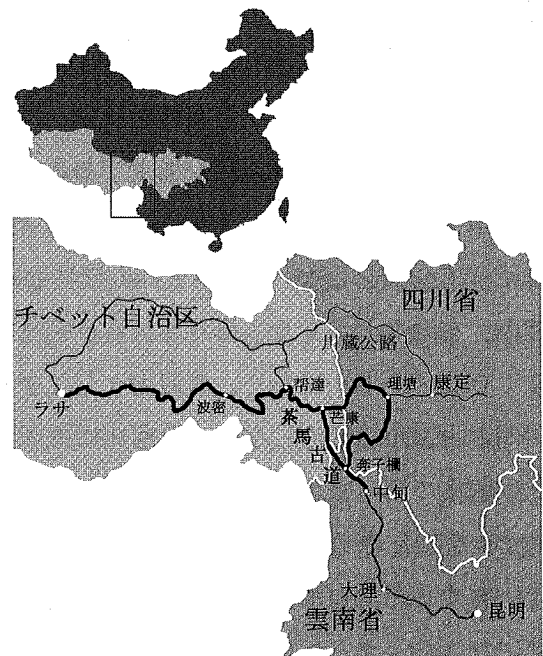 四川省
チベット自治区
川蔵公路
理塘
康定
邦達
ラサ
波密
芒康
茶馬古道
奔子欄
中甸
大理
雲南省
昆明